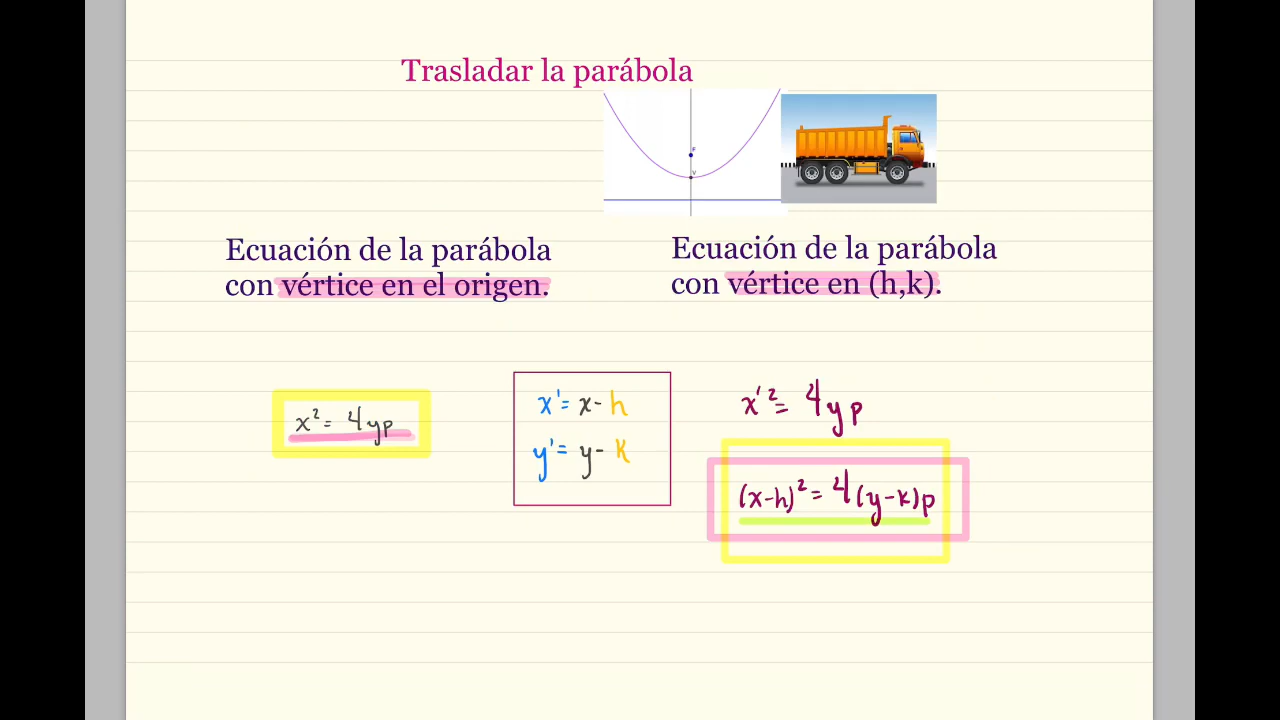 Trasladar la parábola
F
V
Ecuación de la parábola
con vértice en el origen.
Ecuación de la parábola
con vértice en (h,k).
x² = 4yp
x' = x - h
y' = y - k
x'² = 4yp
(x-h)² = 4(y-k)p